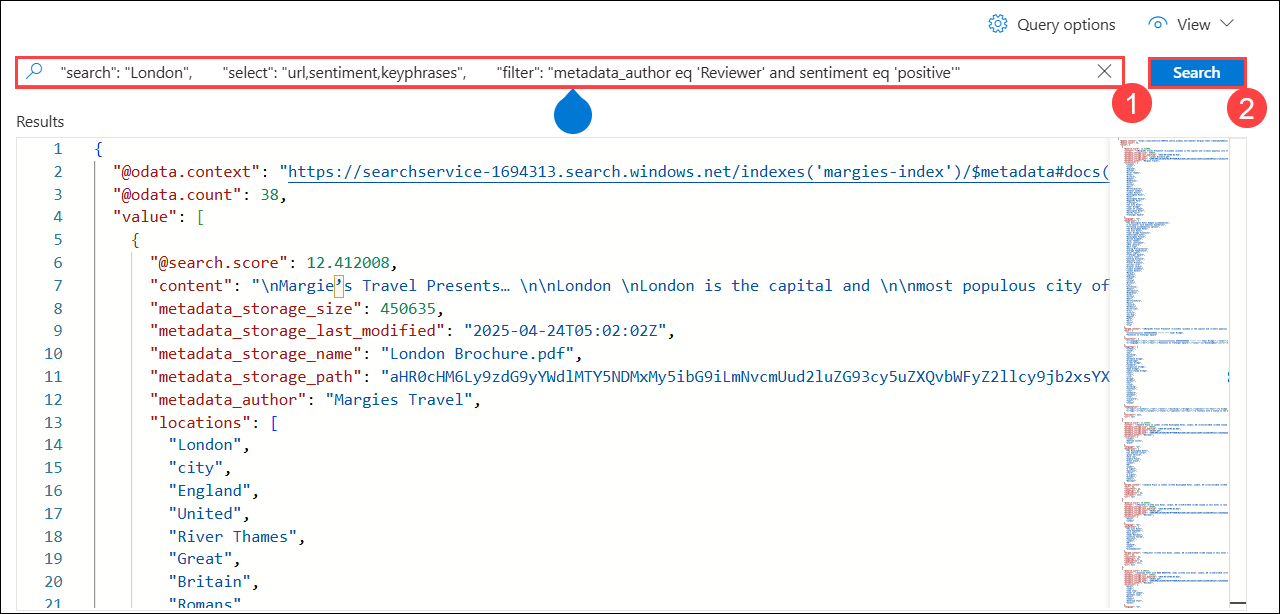 Query options View
"search": "London", "select": "url,sentiment,keyphrases", "filter": "metadata_author eq 'Reviewer' and sentiment eq 'positive'"
Search
1
2
Results
1 {
2 "@odata.context": "https://searchservice-1694313.search.windows.net/indexes('margies-index')/$metadata#docs(
3 "@odata.count": 38,
4 "value": [
5 {
6 "@search.score": 12.412008,
7 "content": "\nMargie’s Travel Presents… \n\nLondon \nLondon is the capital and \n\nmost populous city of
8 "metadata_storage_size": 450635,
9 "metadata_storage_last_modified": "2025-04-24T05:02:02Z",
10 "metadata_storage_name": "London Brochure.pdf",
11 "metadata_storage_path": "aHR0cHM6Ly9zdG9yYWdlMTY5NDMxMy5ibG9iLmNvcmUud2luZG93cy5uZXQvbWFyZ2llcy9jb2xsYX
12 "metadata_author": "Margies Travel",
13 "locations": [
14 "London",
15 "city",
16 "England",
17 "United",
18 "River Thames",
19 "Great",
20 "Britain",
21 "Romans"